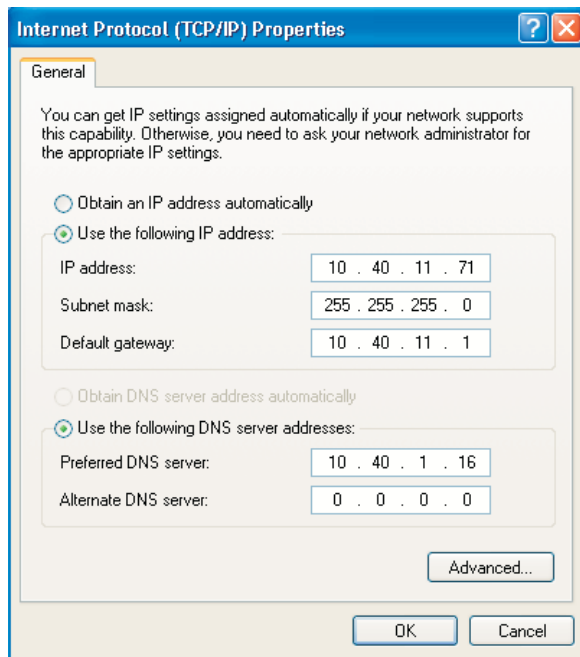 Internet Protocol (TCP/IP) Properties
General
You can get IP settings assigned automatically if your network supports
this capability. Otherwise, you need to ask your network administrator for
the appropriate IP settings.
Obtain an IP address automatically
Use the following IP address:
IP address: 10 . 40 . 11 . 71
Subnet mask: 255 . 255 . 255 . 0
Default gateway: 10 . 40 . 11 . 1
Obtain DNS server address automatically
Use the following DNS server addresses:
Preferred DNS server: 10 . 40 . 1 . 16
Alternate DNS server: 0 . 0 . 0 . 0
Advanced...
OK Cancel